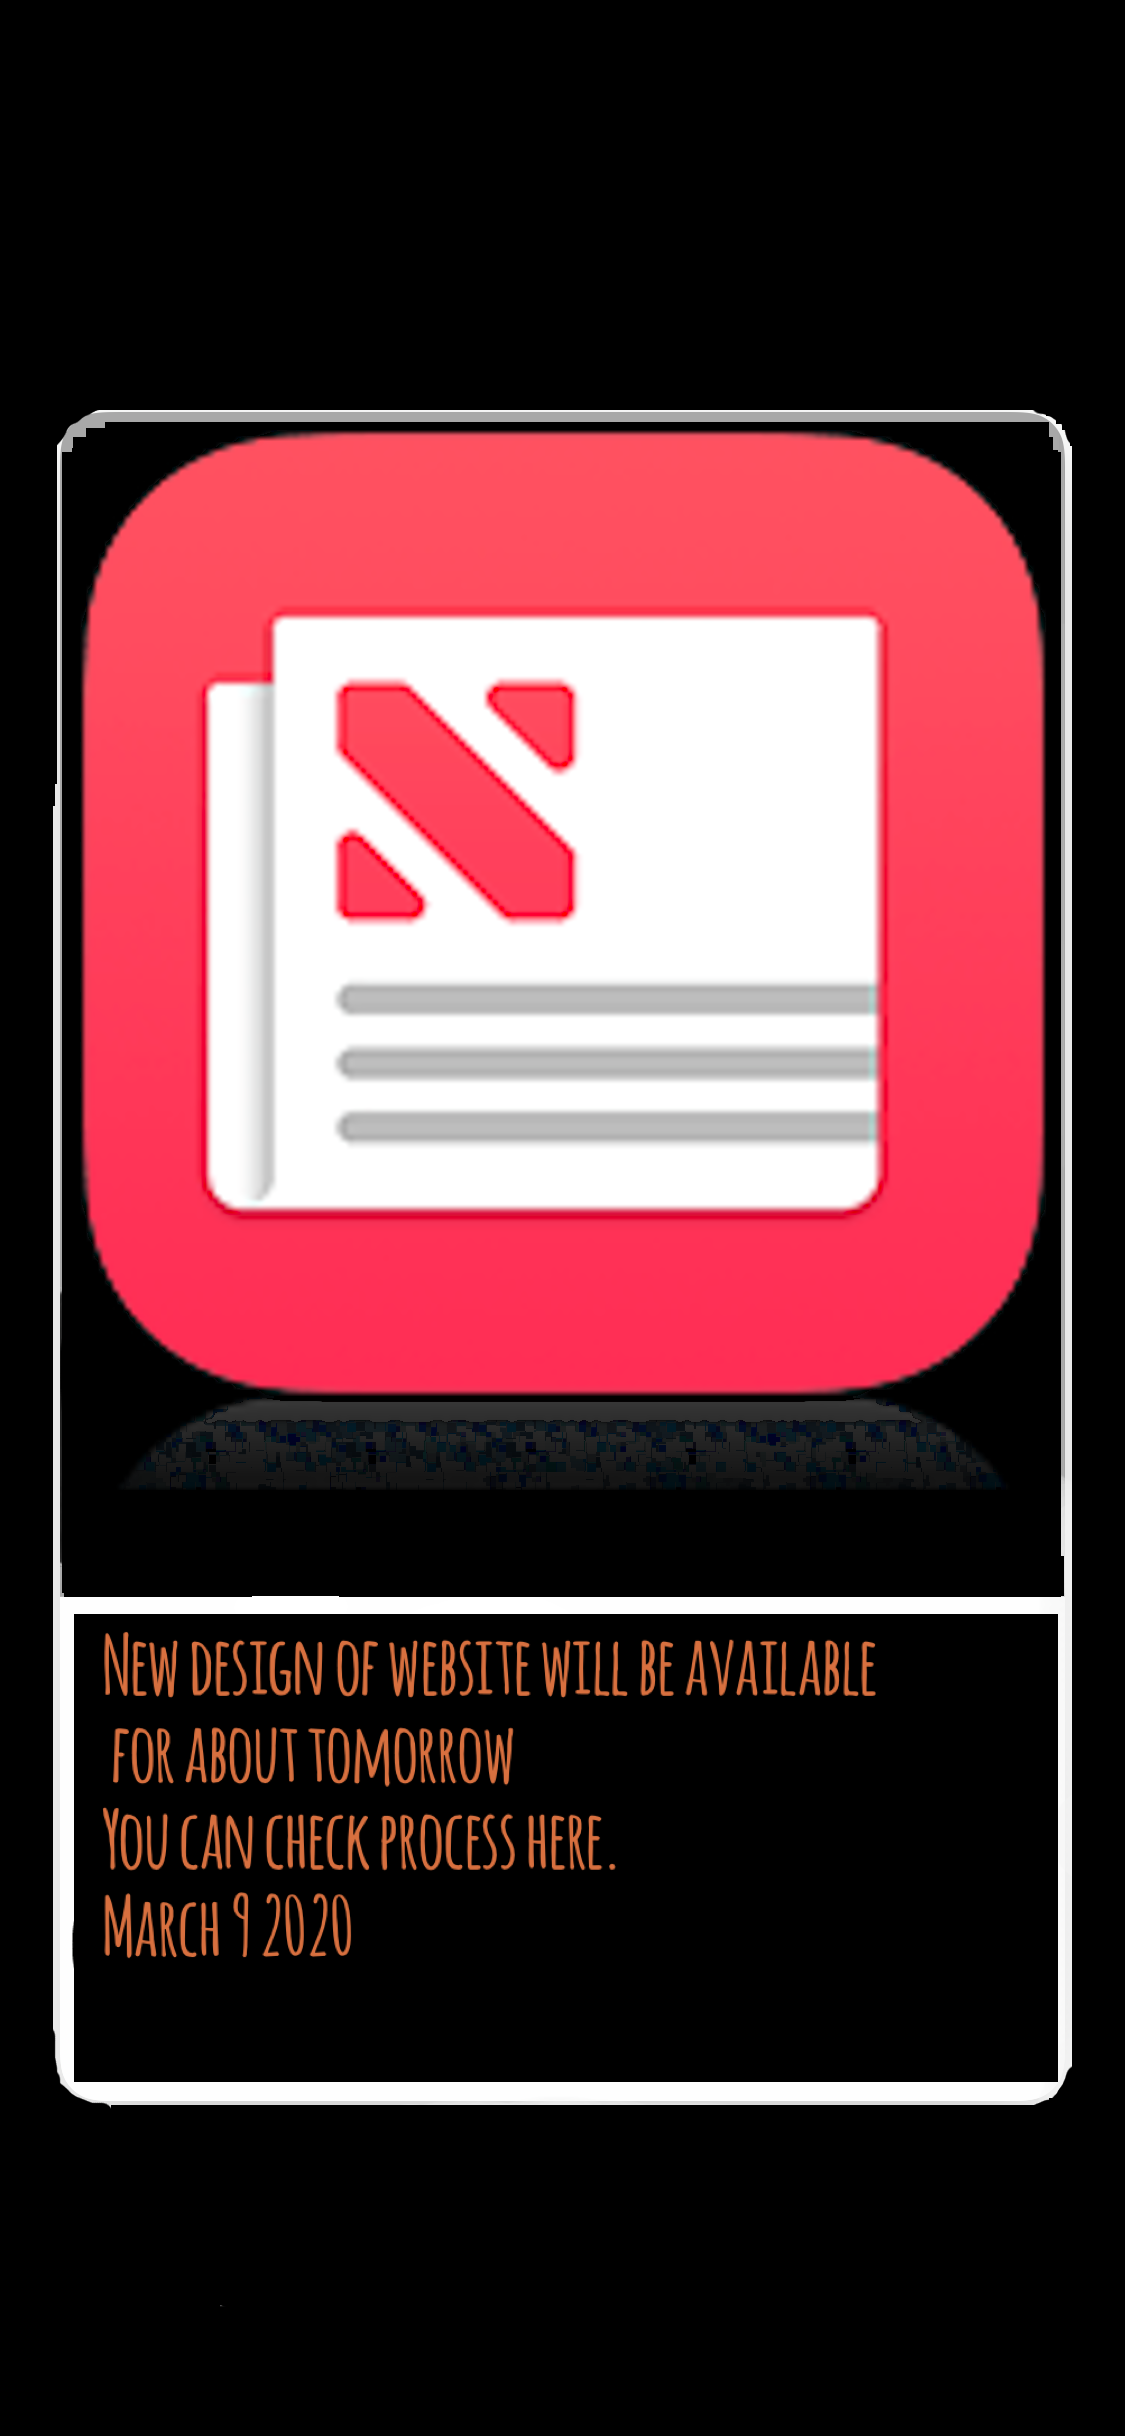 New design of website will be available
for about tomorrow
You can check process here.
March 9 2020